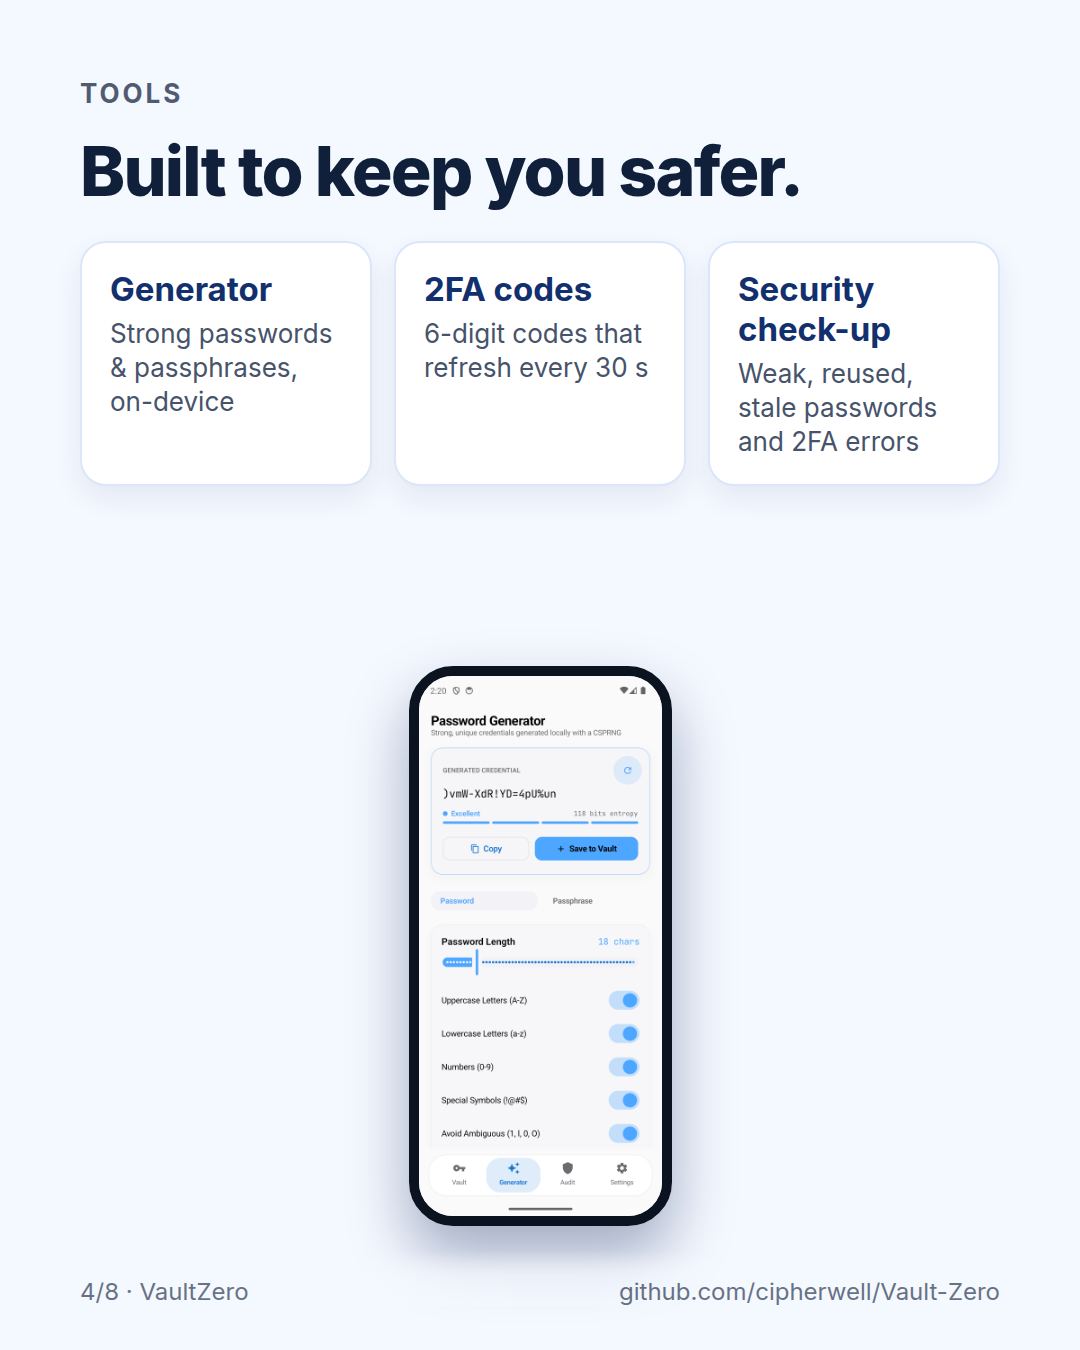 TOOLS
Built to keep you safer.
Generator
Strong passwords
& passphrases,
on-device
2FA codes
6-digit codes that
refresh every 30 s
Security
check-up
Weak, reused,
stale passwords
and 2FA errors
2:20
Password Generator
Strong, unique credentials generated locally with a CSPRNG
GENERATED CREDENTIAL
)vmW-XdR!YD=4pU%un
Excellent 118 bits entropy
Copy + Save to Vault
Password Passphrase
Password Length 18 chars
Uppercase Letters (A-Z)
Lowercase Letters (a-z)
Numbers (0-9)
Special Symbols (!@#$)
Avoid Ambiguous (1, l, 0, O)
Vault Generator Audit Settings
4/8 · VaultZero
github.com/cipherwell/Vault-Zero